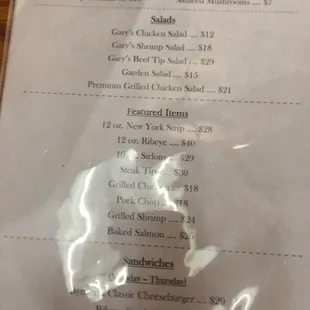 Sauteed Mushrooms .... $7
Salads
Gary's Chicken Salad .... $12
Gary's Shrimp Salad .... $18
Gary's Beef Tip Salad .... $29
Garden Salad .... $15
Premium Grilled Chicken Salad .... $21
Featured Items
12 oz. New York Strip .... $28
12 oz. Ribeye .... $40
Sirloin $29
Steak Tip $30
Grilled Chicken $18
Pork Chop
Grilled Shrimp .... $24
Baked Salmon ....
Sandwiches
– Thursday)
Classic Cheeseburger .... $20